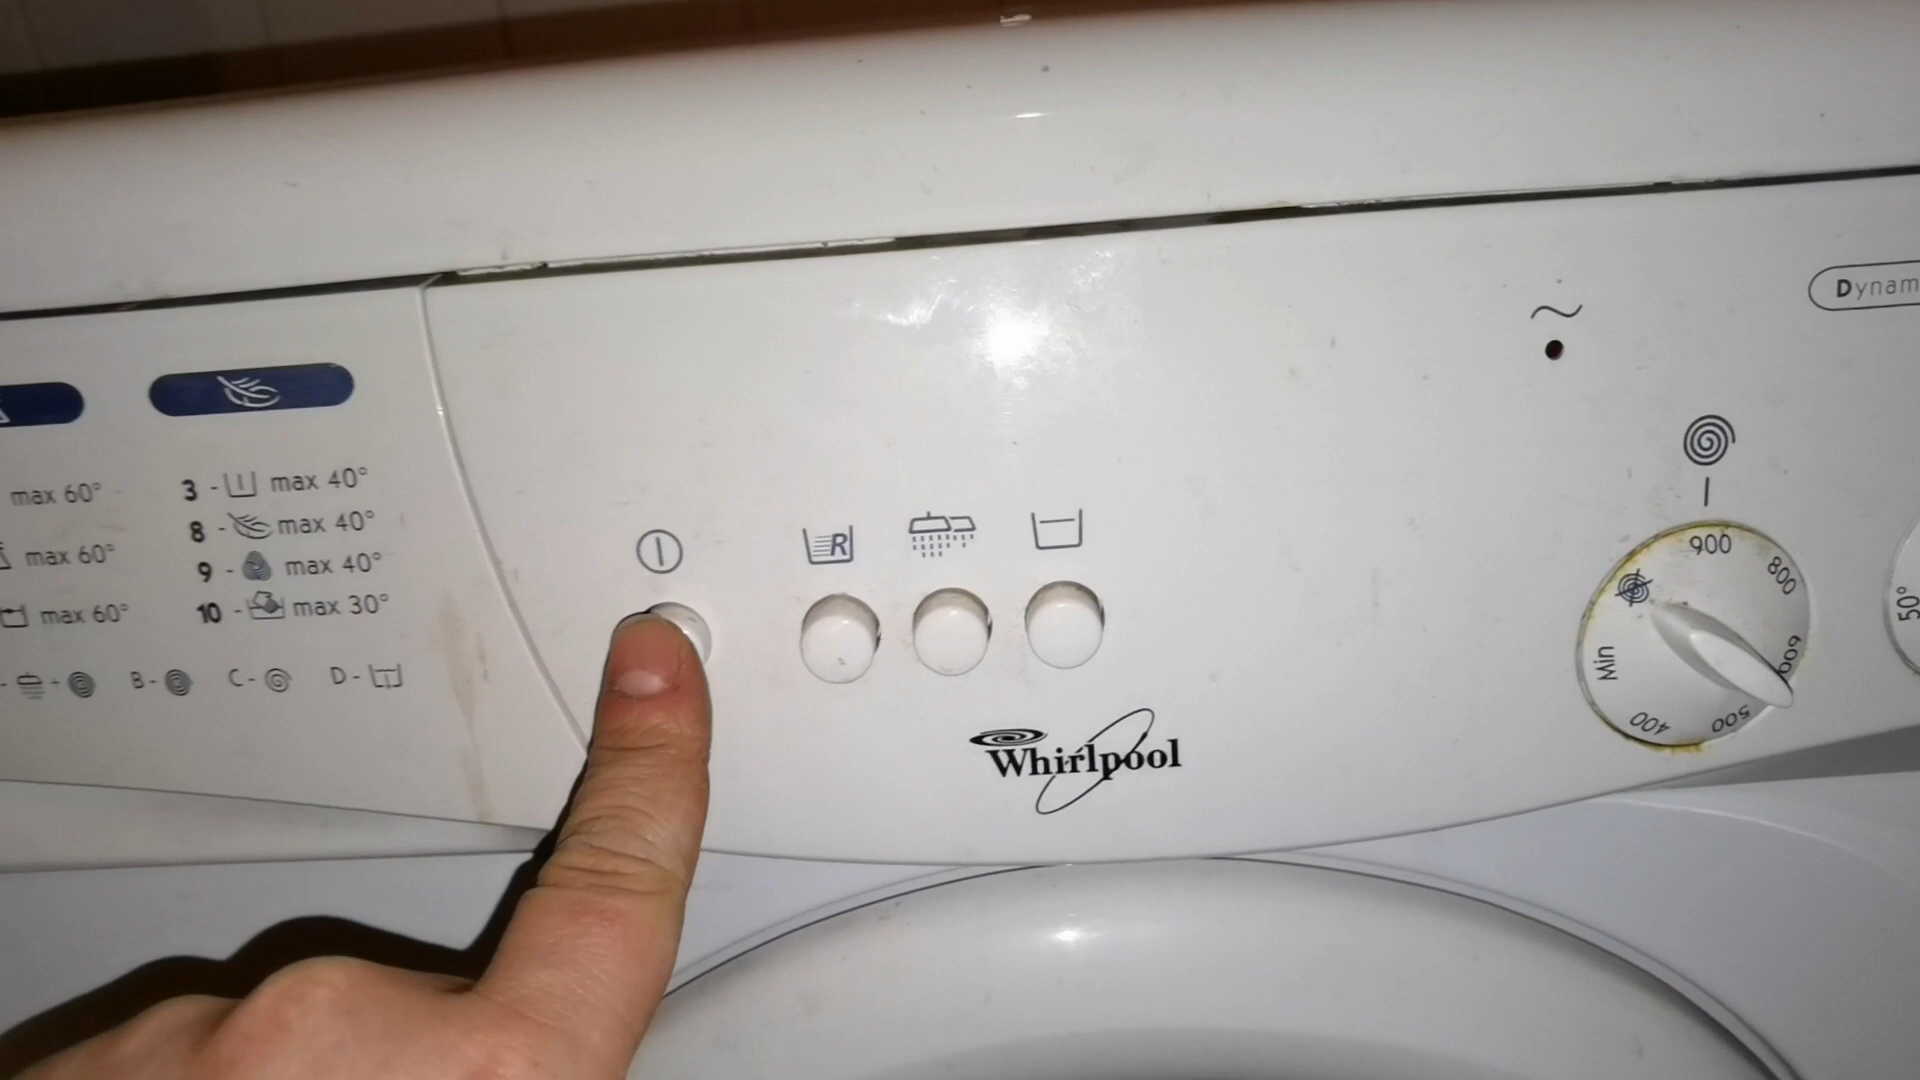 Dynam
max 60°
max 60°
max 60°
3 - max 40°
8 - max 40°
9 - max 40°
10 - max 30°
- + B - C - D -
R
Whirlpool
900
800
600
500
400
Min
50°